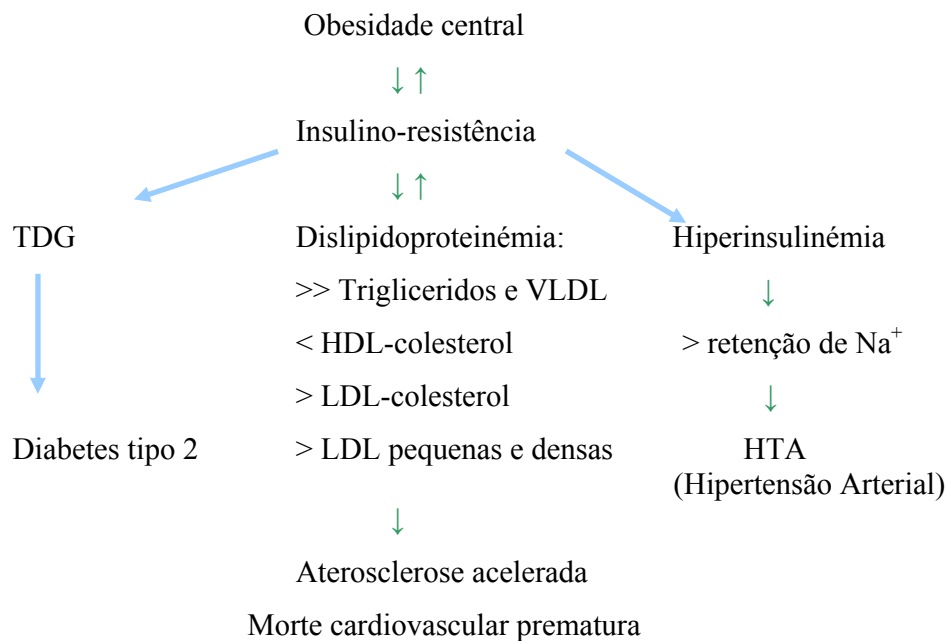 Obesidade central
↓ ↑
Insulino-resistência
↓ ↑
TDG Dislipidoproteinémia: Hiperinsulinémia
>> Trigliceridos e VLDL ↓
< HDL-colesterol > retenção de Na⁺
> LDL-colesterol ↓
Diabetes tipo 2 > LDL pequenas e densas HTA
(Hipertensão Arterial)
↓
Aterosclerose acelerada
Morte cardiovascular prematura